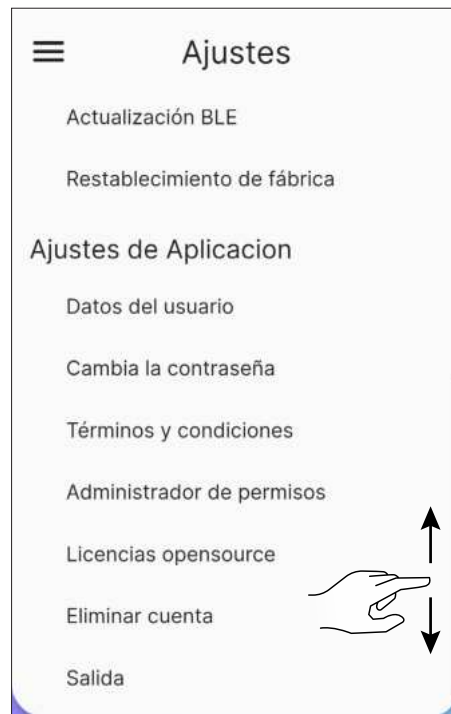 Ajustes
Actualización BLE
Restablecimiento de fábrica
Ajustes de Aplicacion
Datos del usuario
Cambia la contraseña
Términos y condiciones
Administrador de permisos
Licencias opensource
Eliminar cuenta
Salida